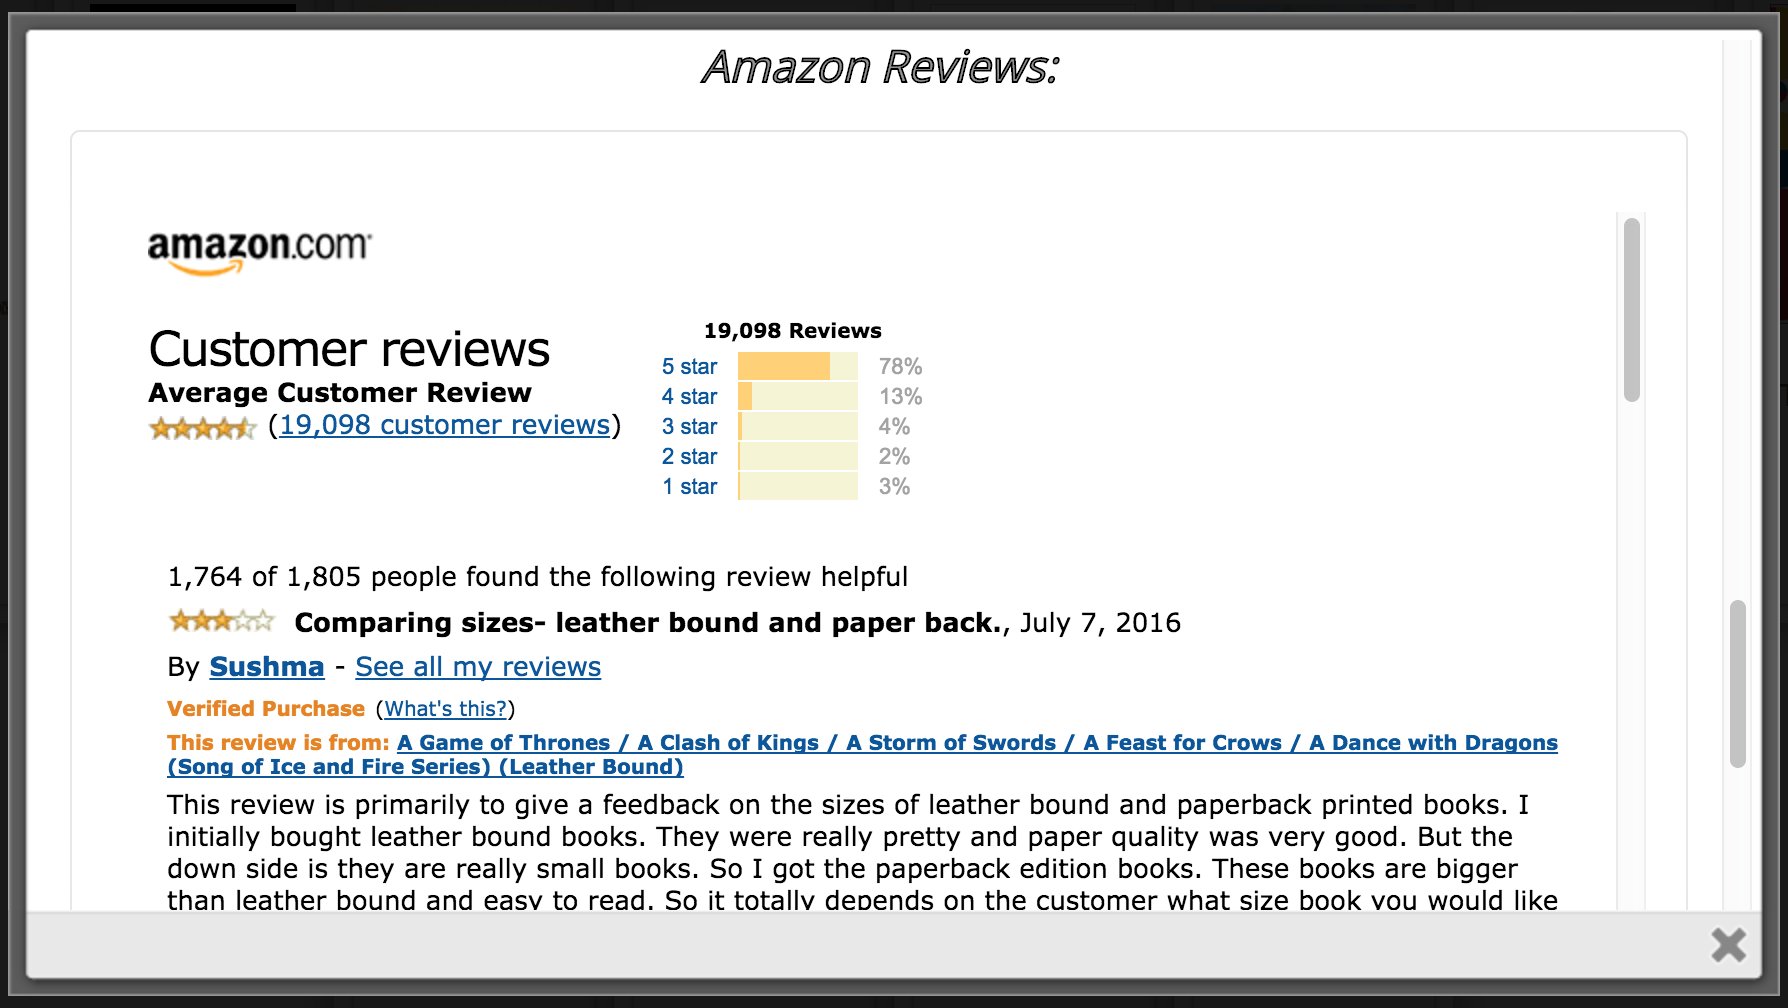 Amazon Reviews:
amazon.com
Customer reviews
Average Customer Review
(19,098 customer reviews)
19,098 Reviews
5 star 78%
4 star 13%
3 star 4%
2 star 2%
1 star 3%
1,764 of 1,805 people found the following review helpful
Comparing sizes- leather bound and paper back., July 7, 2016
By Sushma - See all my reviews
Verified Purchase (What's this?)
This review is from: A Game of Thrones / A Clash of Kings / A Storm of Swords / A Feast for Crows / A Dance with Dragons
(Song of Ice and Fire Series) (Leather Bound)
This review is primarily to give a feedback on the sizes of leather bound and paperback printed books. I
initially bought leather bound books. They were really pretty and paper quality was very good. But the
down side is they are really small books. So I got the paperback edition books. These books are bigger
than leather bound and easy to read. So it totally depends on the customer what size book you would like